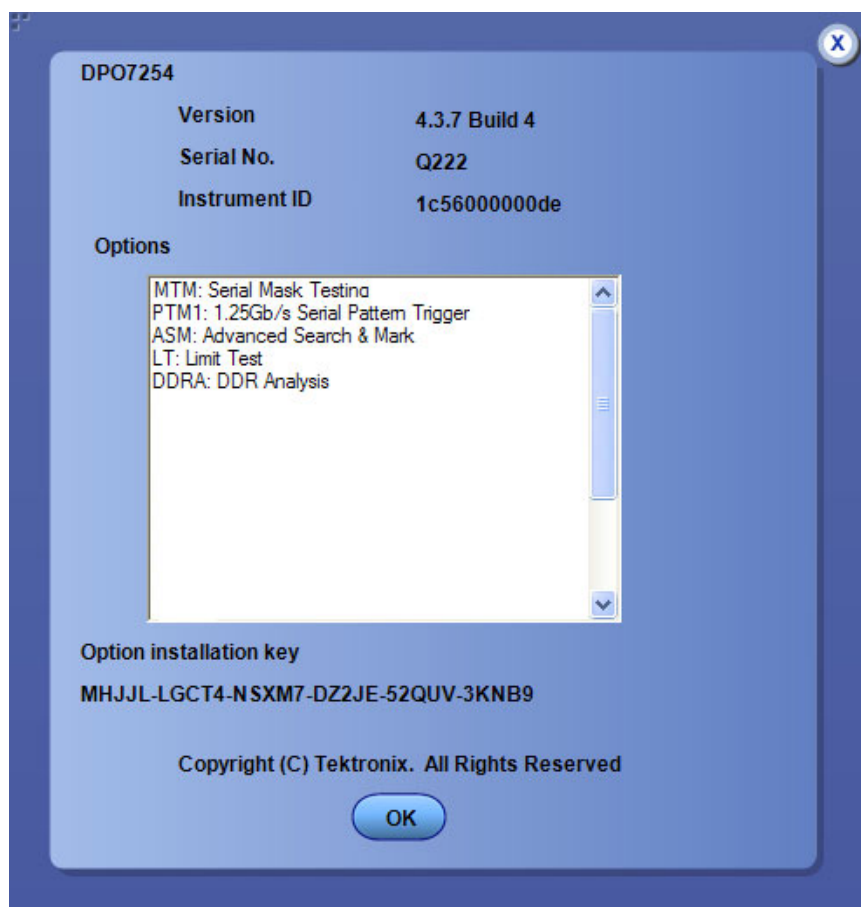 X
DPO7254
Version 4.3.7 Build 4
Serial No. Q222
Instrument ID 1c56000000de
Options
MTM: Serial Mask Testing
PTM1: 1.25Gb/s Serial Pattern Trigger
ASM: Advanced Search & Mark
LT: Limit Test
DDRA: DDR Analysis
Option installation key
MHJJL-LGCT4-NSXM7-DZ2JE-52QUV-3KNB9
Copyright (C) Tektronix. All Rights Reserved
OK